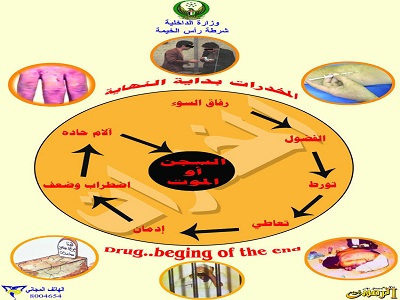 وزارة الداخلية
شرطة رأس الخيمة
المخدرات بداية النهاية
رفاق السوء
الفضول
تورط
تعاطي
إدمان
اضطراب وضعف
آلام حاده
السجن
أو
الموت
Drug..beging of the end
الهاتف المجاني
8004654